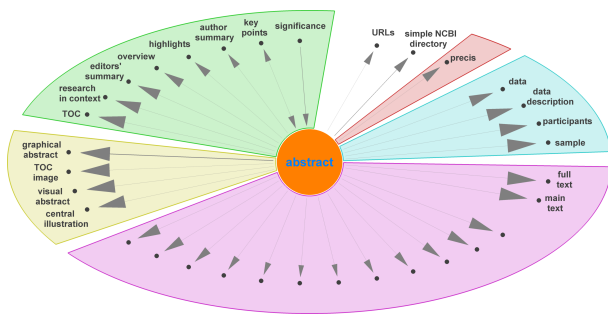 key
points
significance
author
summary
highlights
overview
editors'
summary
research
in context
TOC
URLs
simple NCBI
directory
precis
data
data
description
participants
sample
graphical
abstract
TOC
image
visual
abstract
central
illustration
abstract
full
text
main
text